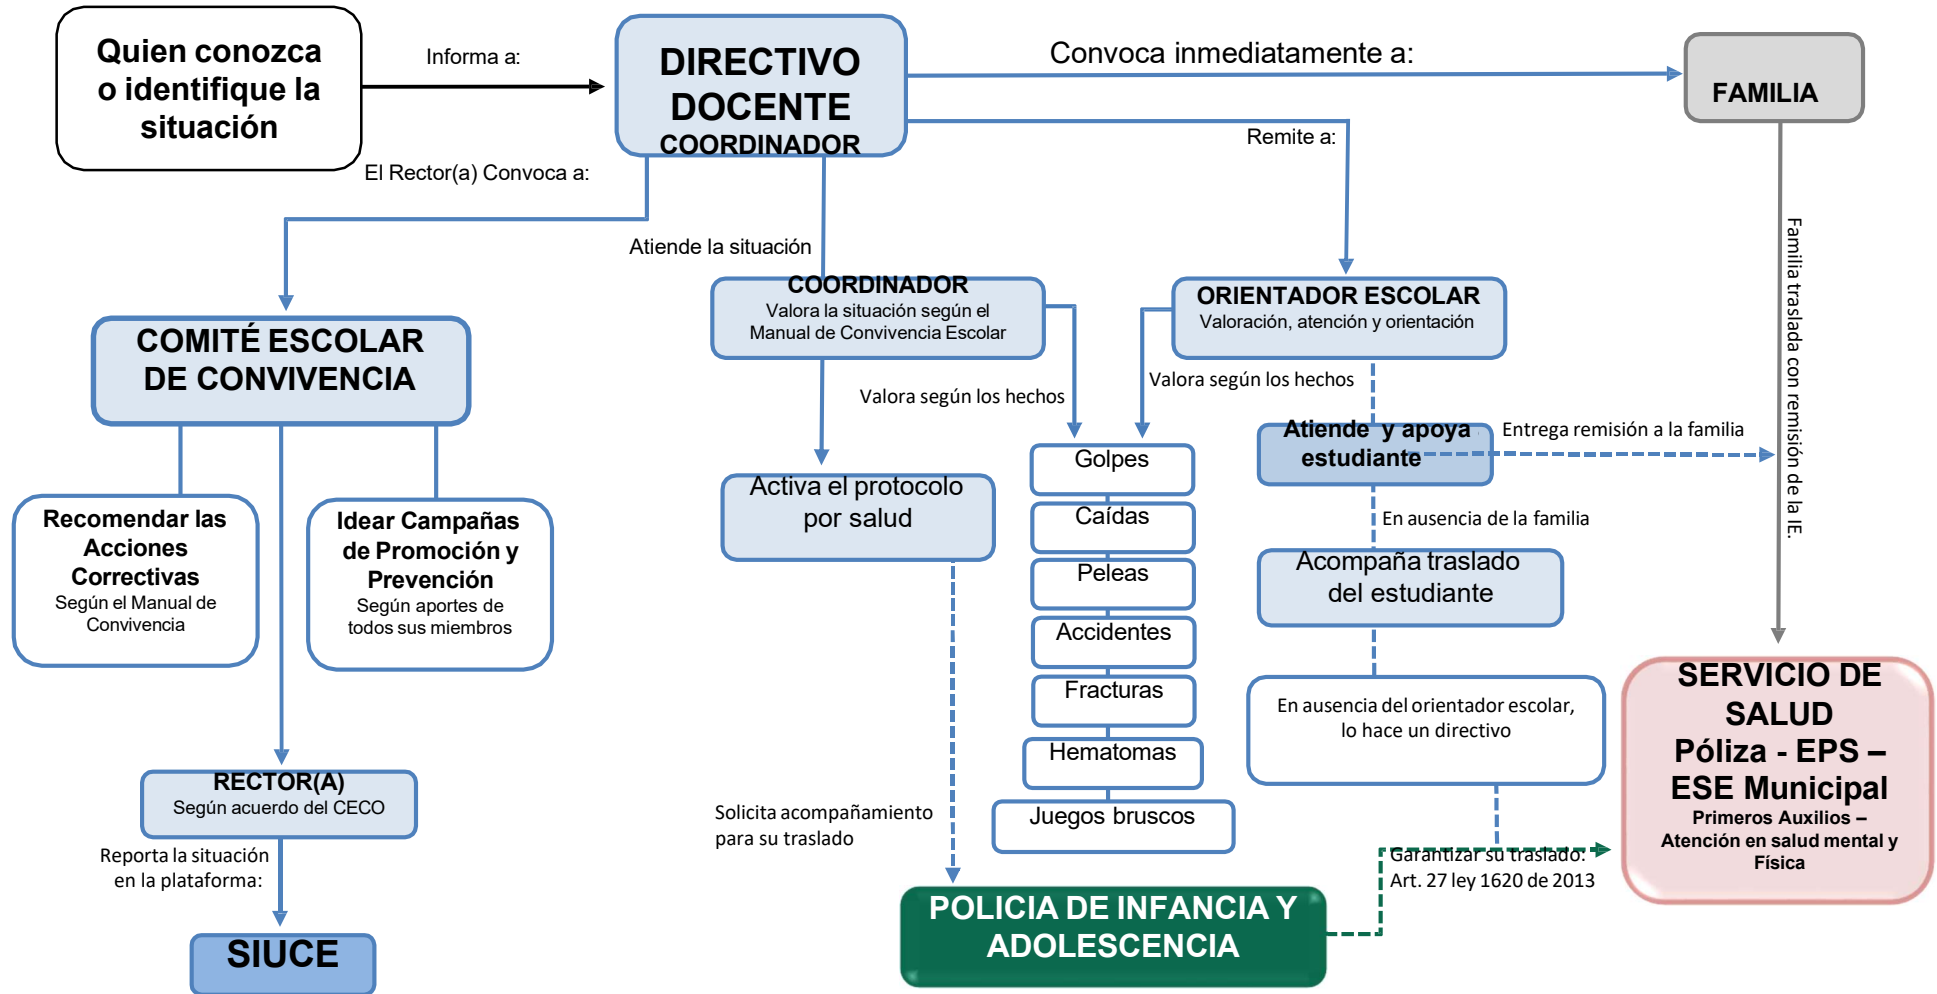 Quien conozca
o identifique la
situación
Informa a:
DIRECTIVO
DOCENTE
COORDINADOR
Convoca inmediatamente a:
FAMILIA
Remite a:
El Rector(a) Convoca a:
Atiende la situación
COORDINADOR
Valora la situación según el
Manual de Convivencia Escolar
ORIENTADOR ESCOLAR
Valoración, atención y orientación
Familia traslada con remisión de la IE.
COMITÉ ESCOLAR
DE CONVIVENCIA
Valora según los hechos
Valora según los hechos
Atiende y apoya
estudiante
Entrega remisión a la familia
Golpes
Caídas
Peleas
Accidentes
Fracturas
Hematomas
Juegos bruscos
Activa el protocolo
por salud
En ausencia de la familia
Acompaña traslado
del estudiante
Recomendar las
Acciones
Correctivas
Según el Manual de
Convivencia
Idear Campañas
de Promoción y
Prevención
Según aportes de
todos sus miembros
En ausencia del orientador escolar,
lo hace un directivo
SERVICIO DE
SALUD
Póliza - EPS –
ESE Municipal
Primeros Auxilios –
Atención en salud mental y
Física
RECTOR(A)
Según acuerdo del CECO
Solicita acompañamiento
para su traslado
Reporta la situación
en la plataforma:
Garantizar su traslado:
Art. 27 ley 1620 de 2013
POLICIA DE INFANCIA Y
ADOLESCENCIA
SIUCE